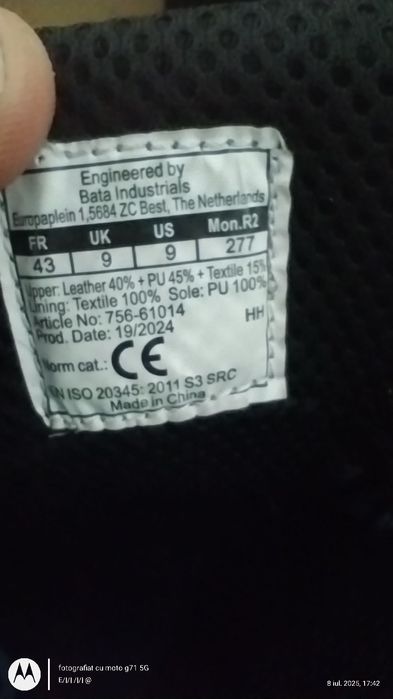 Engineered by
Bata Industrials
Europaplein 1,5684 ZC Best, The Netherlands
FR UK US Mon.R2
43 9 9 277
Upper: Leather 40% + PU 45% + Textile 15%
Lining: Textile 100% Sole: PU 100%
Article No: 756-61014 HH
Prod. Date: 19/2024
Norm cat.: CE
EN ISO 20345: 2011 S3 SRC
Made in China
fotografiat cu moto g71 5G
8 iul. 2025, 17:42